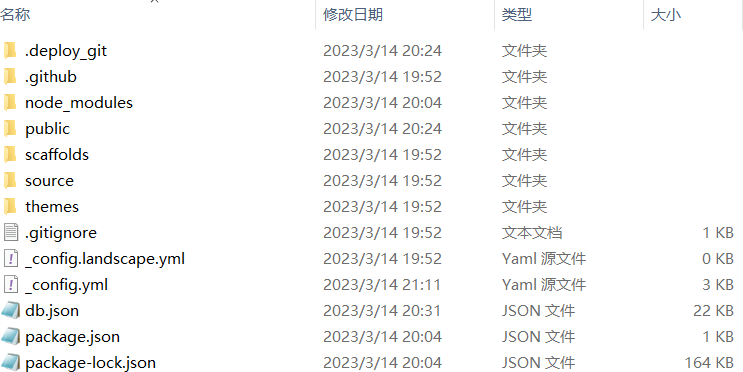 名称 修改日期 类型 大小
.deploy_git 2023/3/14 20:24 文件夹
.github 2023/3/14 19:52 文件夹
node_modules 2023/3/14 20:04 文件夹
public 2023/3/14 20:24 文件夹
scaffolds 2023/3/14 19:52 文件夹
source 2023/3/14 19:52 文件夹
themes 2023/3/14 19:52 文件夹
.gitignore 2023/3/14 19:52 文本文档 1 KB
_config.landscape.yml 2023/3/14 19:52 Yaml 源文件 0 KB
_config.yml 2023/3/14 21:11 Yaml 源文件 3 KB
db.json 2023/3/14 20:31 JSON 文件 22 KB
package.json 2023/3/14 20:04 JSON 文件 1 KB
package-lock.json 2023/3/14 20:04 JSON 文件 164 KB